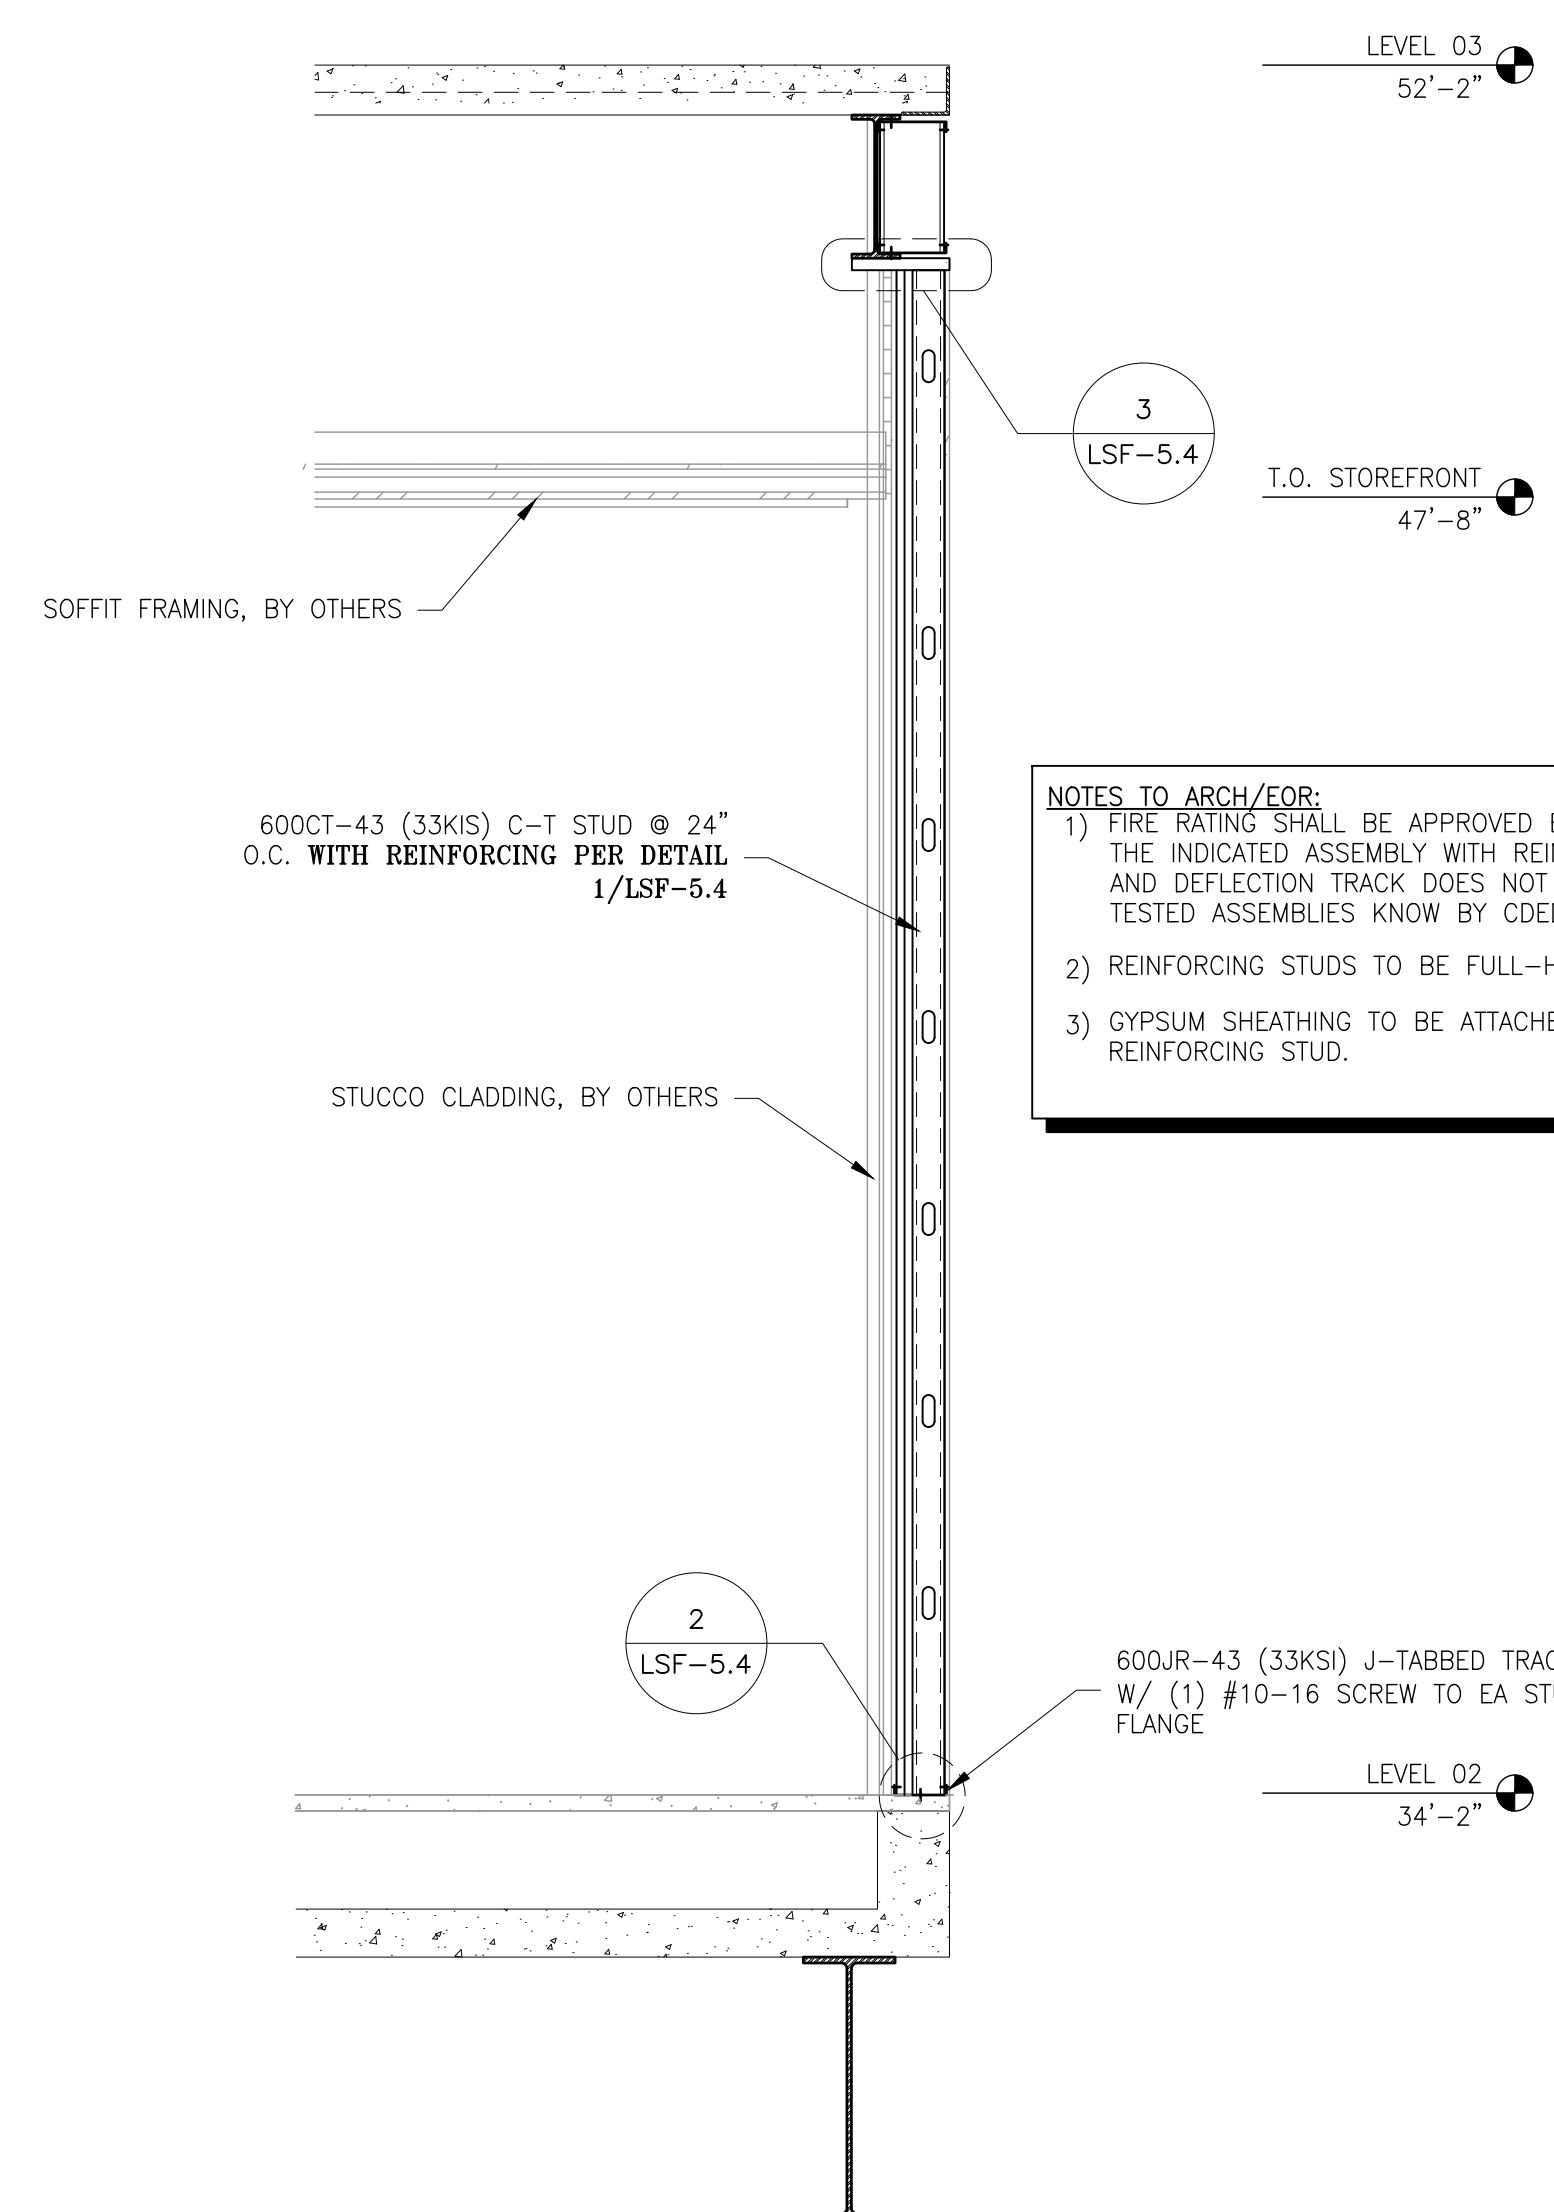 LEVEL 03
52'-2"
3
LSF-5.4
T.O. STOREFRONT
47'-8"
SOFFIT FRAMING, BY OTHERS
600CT-43 (33KIS) C-T STUD @ 24"
O.C. WITH REINFORCING PER DETAIL
1/LSF-5.4
NOTES TO ARCH/EOR:
1) FIRE RATING SHALL BE APPROVED
THE INDICATED ASSEMBLY WITH
AND DEFLECTION TRACK DOES NOT
TESTED ASSEMBLIES KNOW BY
2) REINFORCING STUDS TO BE
3) GYPSUM SHEATHING TO BE
REINFORCING STUD.
STUCCO CLADDING, BY OTHERS
2
LSF-5.4
600JR-43 (33KSI) J-TABBED
W/ (1) #10-16 SCREW TO EA
FLANGE
LEVEL 02
34'-2"